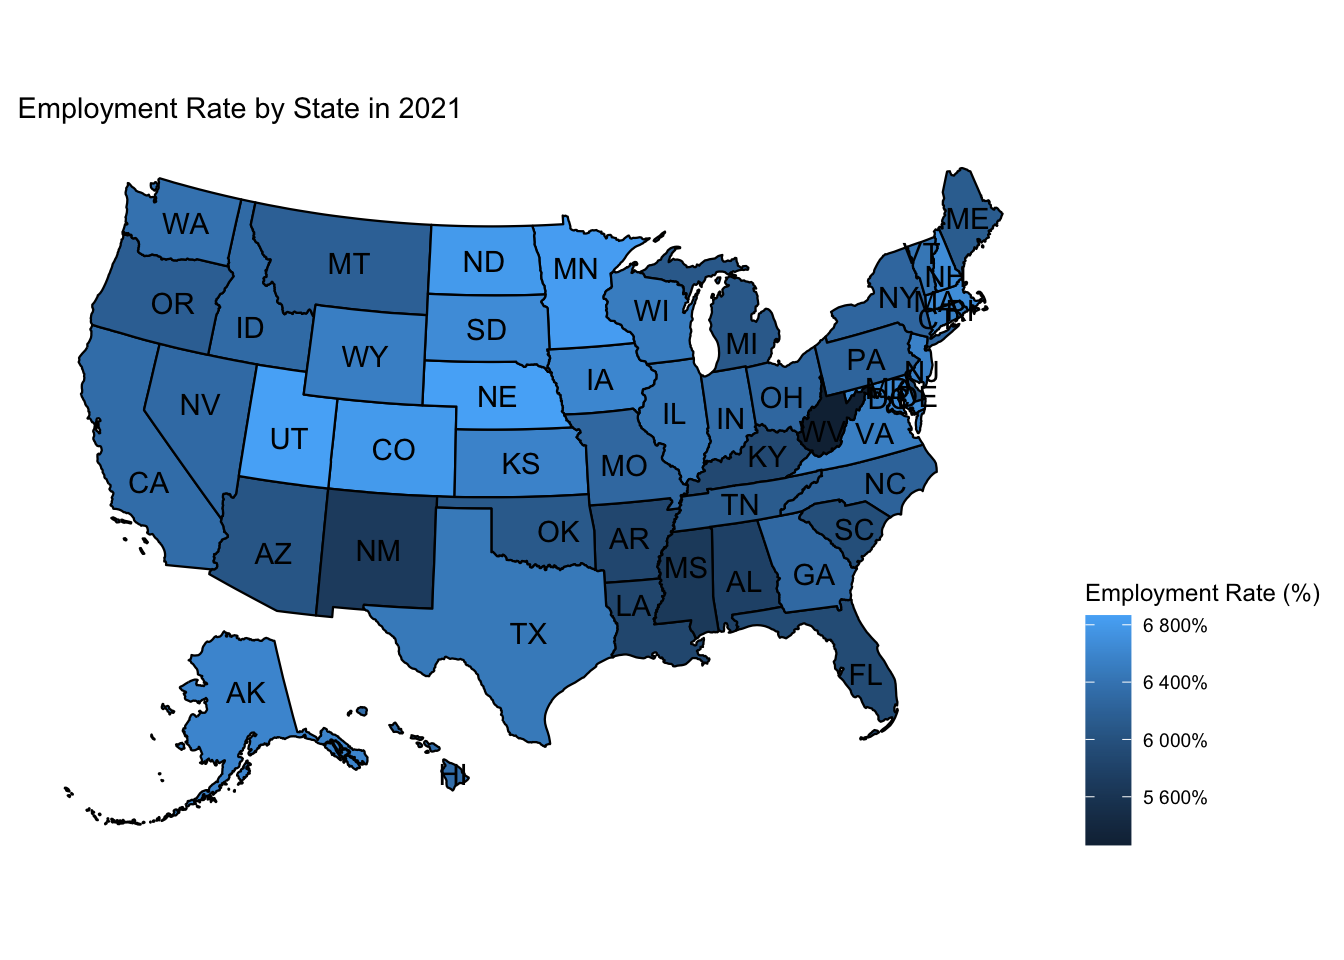 Employment Rate by State in 2021
WA
MT
ND
MN
ME
VT
NH
OR
ID
WY
SD
WI
MI
NY
MA
CT
RI
NV
UT
CO
NE
IA
IL
IN
OH
PA
NJ
DE
CA
KS
MO
KY
WV
VA
AZ
NM
OK
AR
TN
NC
SC
TX
LA
MS
AL
GA
FL
AK
HI
Employment Rate (%)
6 800%
6 400%
6 000%
5 600%